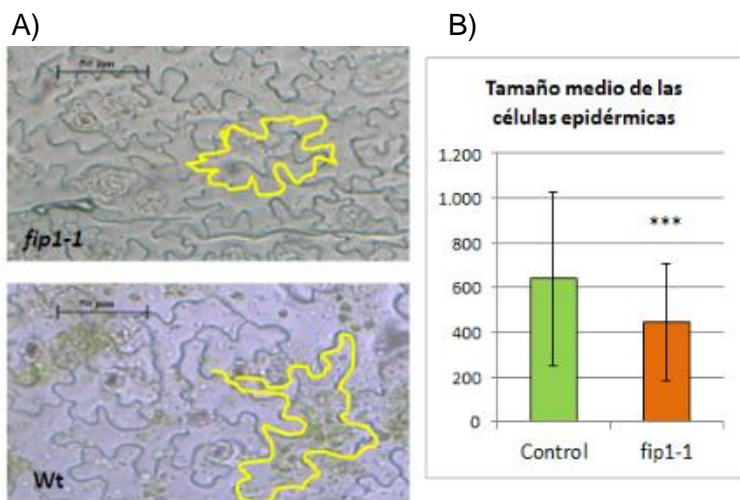 A)
B)
fip1-1
Wt
Tamaño medio de las
células epidérmicas
1.200
1.000
800
600
400
200
0
***
Control
fip1-1